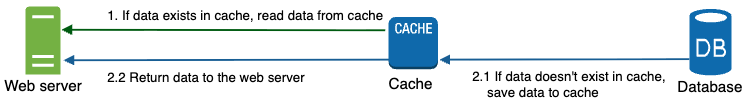 1. If data exists in cache, read data from cache
CACHE
DB
Web server
2.2 Return data to the web server
Cache
2.1 If data doesn't exist in cache,
save data to cache
Database